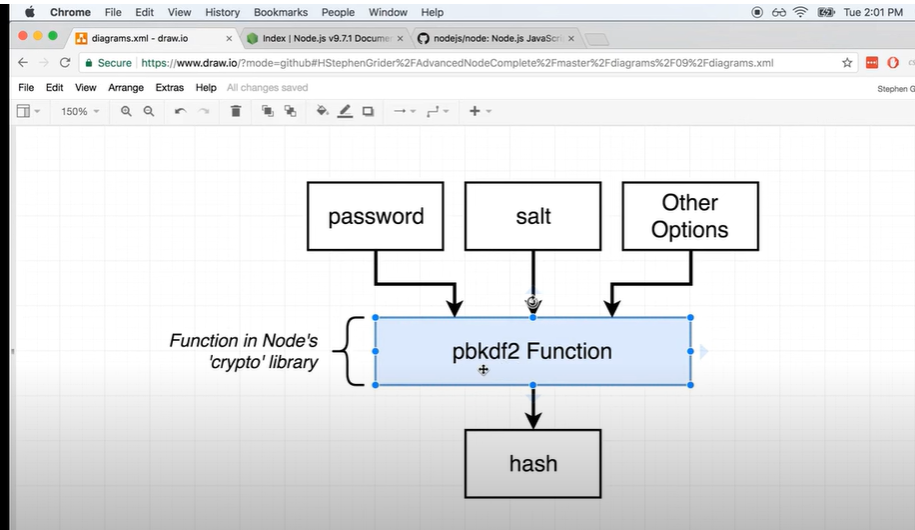 Chrome File Edit View History Bookmarks People Window Help Tue 2:01 PM
diagrams.xml - draw.io
Index | Node.js v9.7.1 Docume
nodejs/node: Node.js JavaScri
Secure https://www.draw.io/?mode=github#HStephenGrider%2FAdvancedNodeComplete%2Fmaster%2Fdiagrams%2F09%2Fdiagrams.xml
File Edit View Arrange Extras Help All changes saved
Stephen G
150%
password
salt
Other
Options
Function in Node's
'crypto' library
pbkdf2 Function
hash